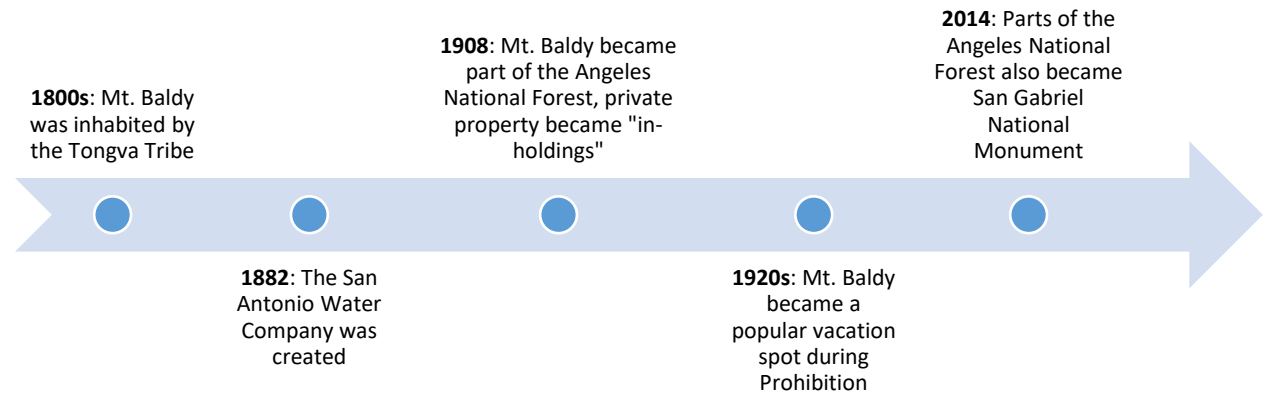 1800s: Mt. Baldy
was inhabited by
the Tongva Tribe
1882: The San
Antonio Water
Company was
created
1908: Mt. Baldy became
part of the Angeles
National Forest, private
property became "in-
holdings"
1920s: Mt. Baldy
became a
popular vacation
spot during
Prohibition
2014: Parts of the
Angeles National
Forest also became
San Gabriel
National
Monument